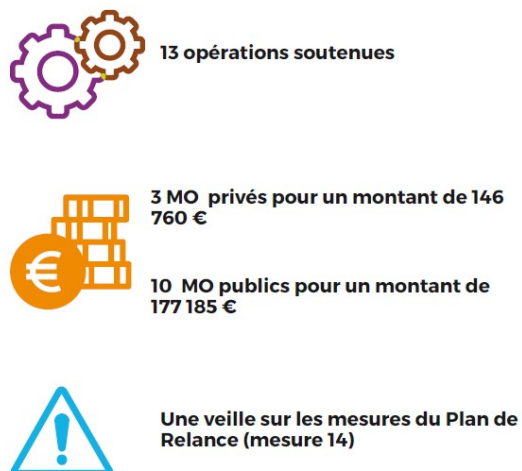 13 opérations soutenues
3 MO privés pour un montant de 146
760 €
10 MO publics pour un montant de
177 185 €
€
Une veille sur les mesures du Plan de
Relance (mesure 14)